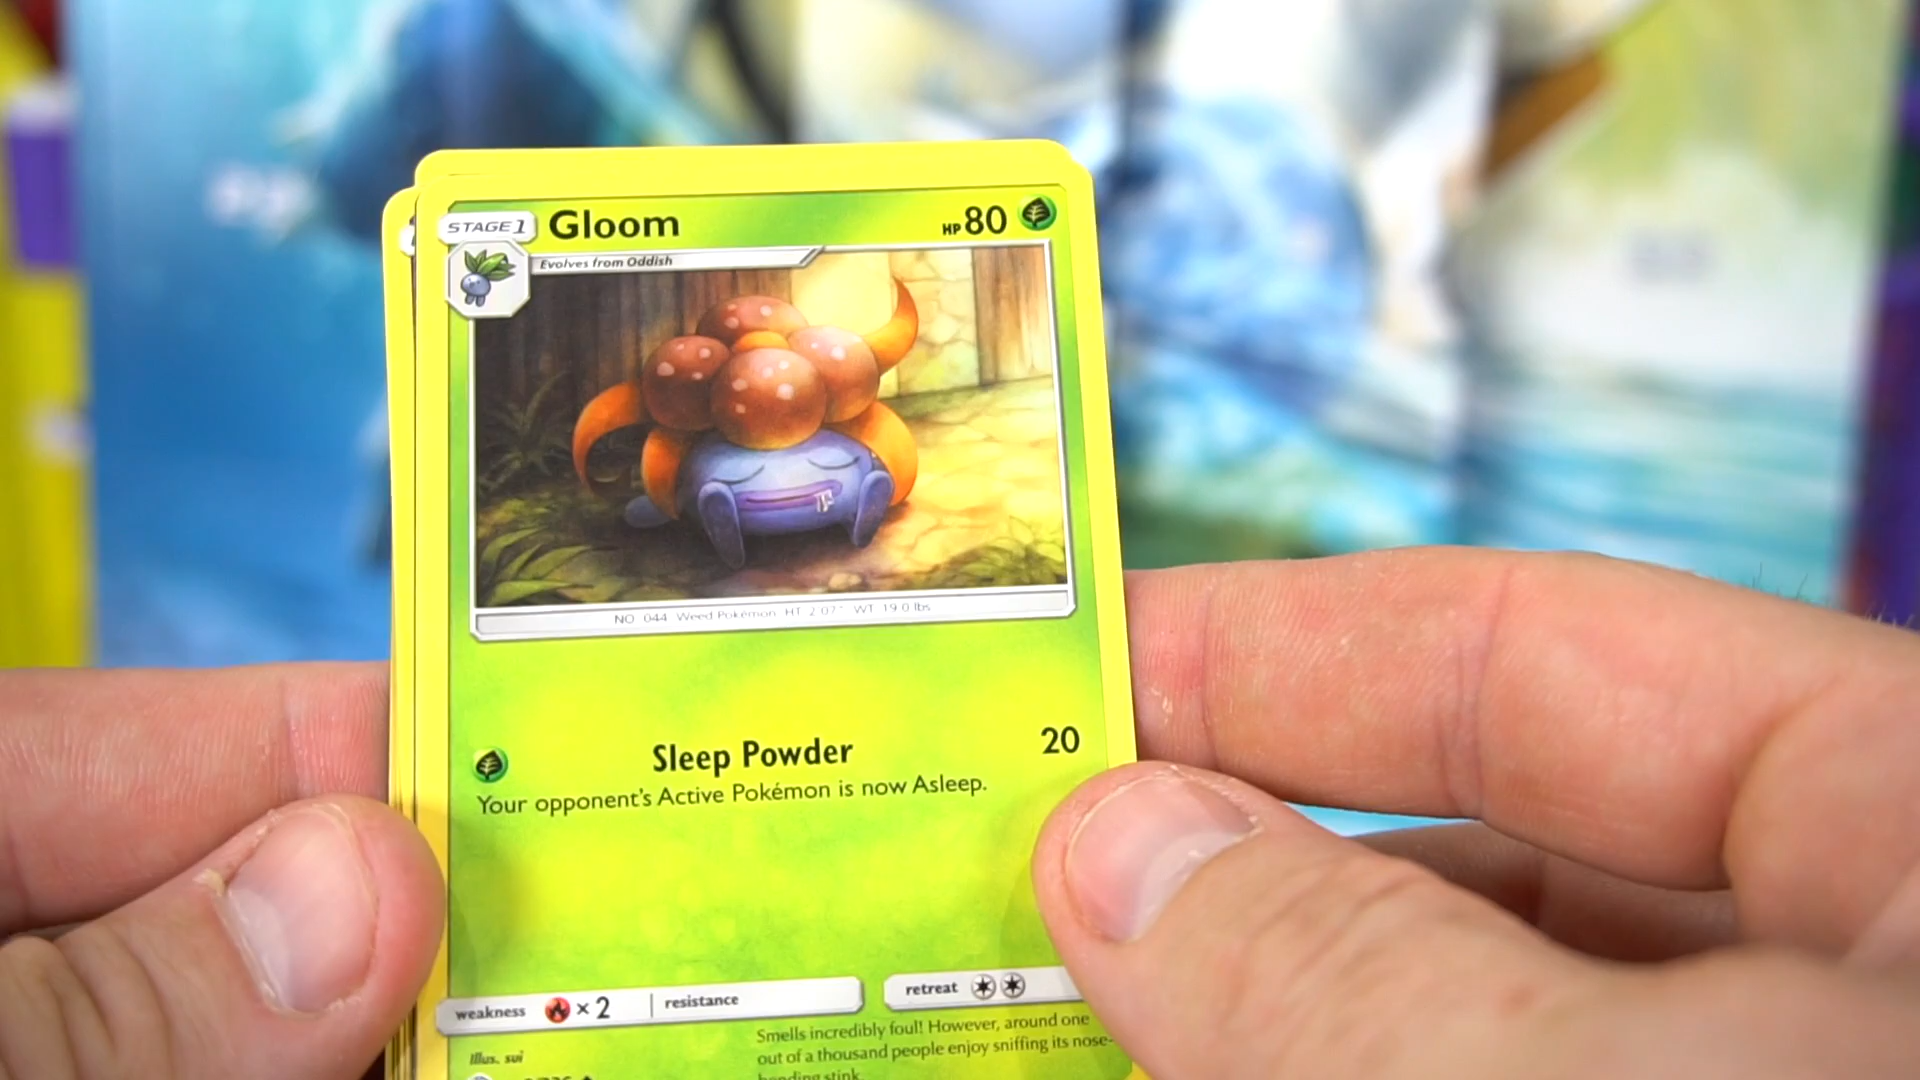 STAGE 1 Gloom HP 80
Evolves from Oddish
NO. 044 Weed Pokémon HT 2'07" WT 19.0 lbs
Sleep Powder 20
Your opponent's Active Pokémon is now Asleep.
weakness × 2 resistance retreat
Smells incredibly foul! However, around one
out of a thousand people enjoy sniffing its nose-
bending stink.
Illus. sui